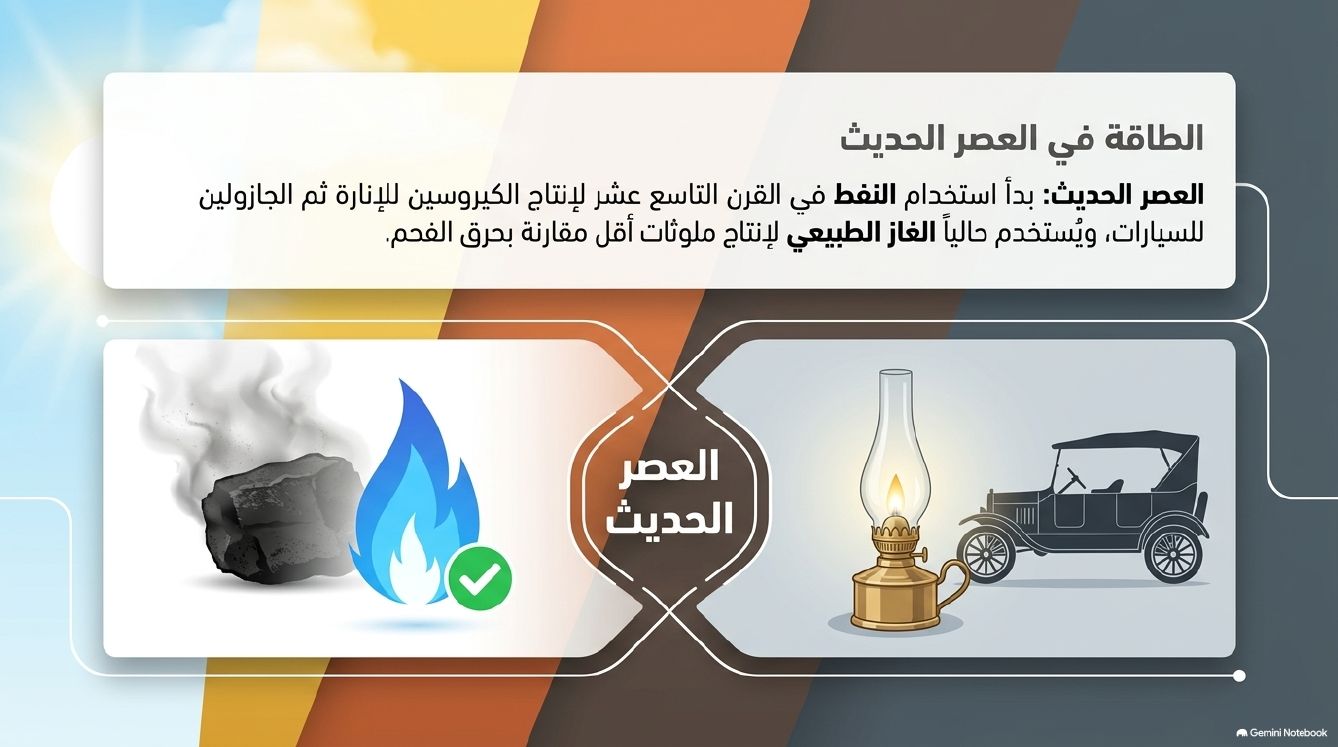 الطاقة في العصر الحديث
العصر الحديث: بدأ استخدام النفط في القرن التاسع عشر لإنتاج الكيروسين للإنارة ثم الجازولين
للسيارات، ويُستخدم حالياً الغاز الطبيعي لإنتاج ملوثات أقل مقارنة بحرق الفحم.
العصر
الحديث
Gemini Notebook